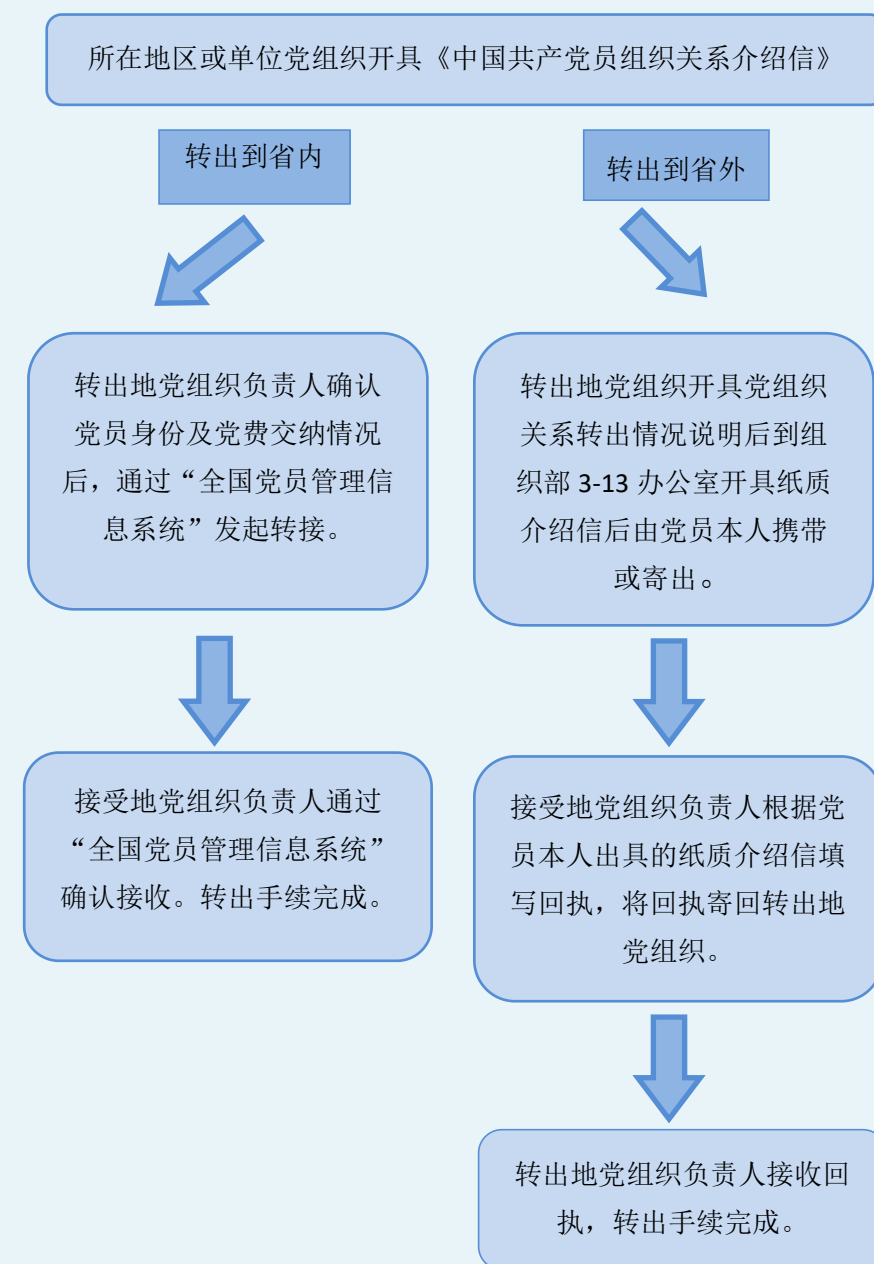 所在地区或单位党组织开具《中国共产党员组织关系介绍信》
转出到省内
转出到省外
转出地党组织负责人确认
党员身份及党费交纳情况
后，通过“全国党员管理信
息系统”发起转接。
转出地党组织开具党组织
关系转出情况说明后到组
织部 3-13 办公室开具纸质
介绍信后由党员本人携带
或寄出。
接受地党组织负责人通过
“全国党员管理信息系统”
确认接收。转出手续完成。
接受地党组织负责人根据党
员本人出具的纸质介绍信填
写回执，将回执寄回转出地
党组织。
转出地党组织负责人接收回
执，转出手续完成。